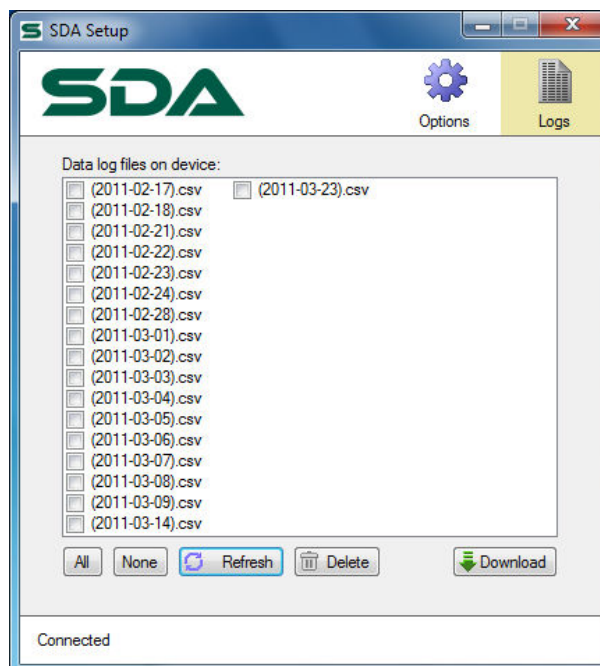 SDA Setup
SDA
Options
Logs
Data log files on device:
(2011-02-17).csv
(2011-02-18).csv
(2011-02-21).csv
(2011-02-22).csv
(2011-02-23).csv
(2011-02-24).csv
(2011-02-28).csv
(2011-03-01).csv
(2011-03-02).csv
(2011-03-03).csv
(2011-03-04).csv
(2011-03-05).csv
(2011-03-06).csv
(2011-03-07).csv
(2011-03-08).csv
(2011-03-09).csv
(2011-03-14).csv
(2011-03-23).csv
All
None
Refresh
Delete
Download
Connected